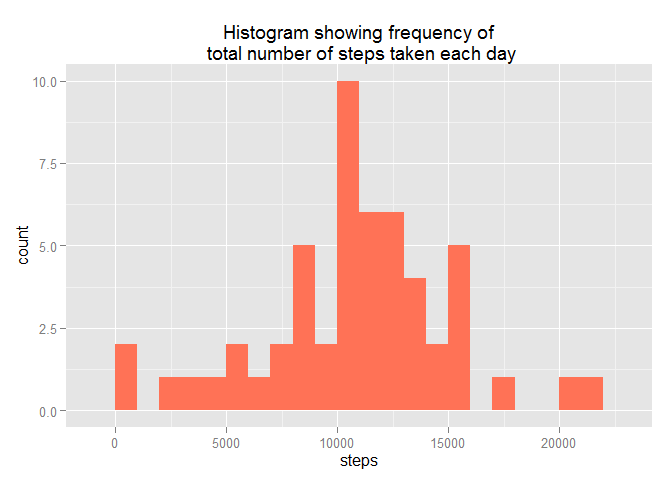 Histogram showing frequency of
total number of steps taken each day
count
10.0
7.5
5.0
2.5
0.0
0 5000 10000 15000 20000
steps